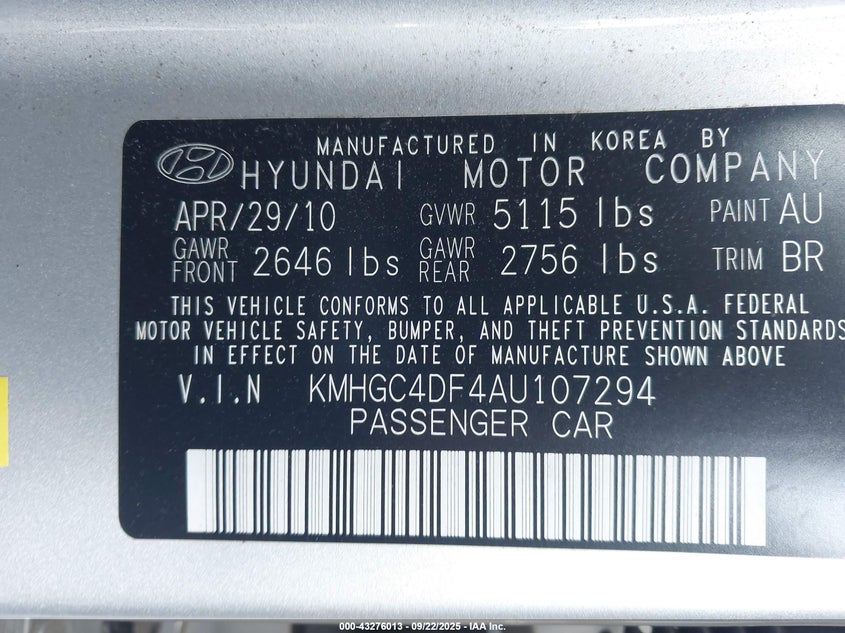 MANUFACTURED IN KOREA BY
HYUNDAI MOTOR COMPANY
APR/29/10 GVWR 5115 lbs PAINT AU
GAWR FRONT 2646 lbs GAWR REAR 2756 lbs TRIM BR
THIS VEHICLE CONFORMS TO ALL APPLICABLE U.S.A. FEDERAL
MOTOR VEHICLE SAFETY, BUMPER, AND THEFT PREVENTION STANDARDS
IN EFFECT ON THE DATE OF MANUFACTURE SHOWN ABOVE
V.I.N KMHGC4DF4AU107294
PASSENGER CAR
000-43276013 - 09/22/2025 - IAA Inc.